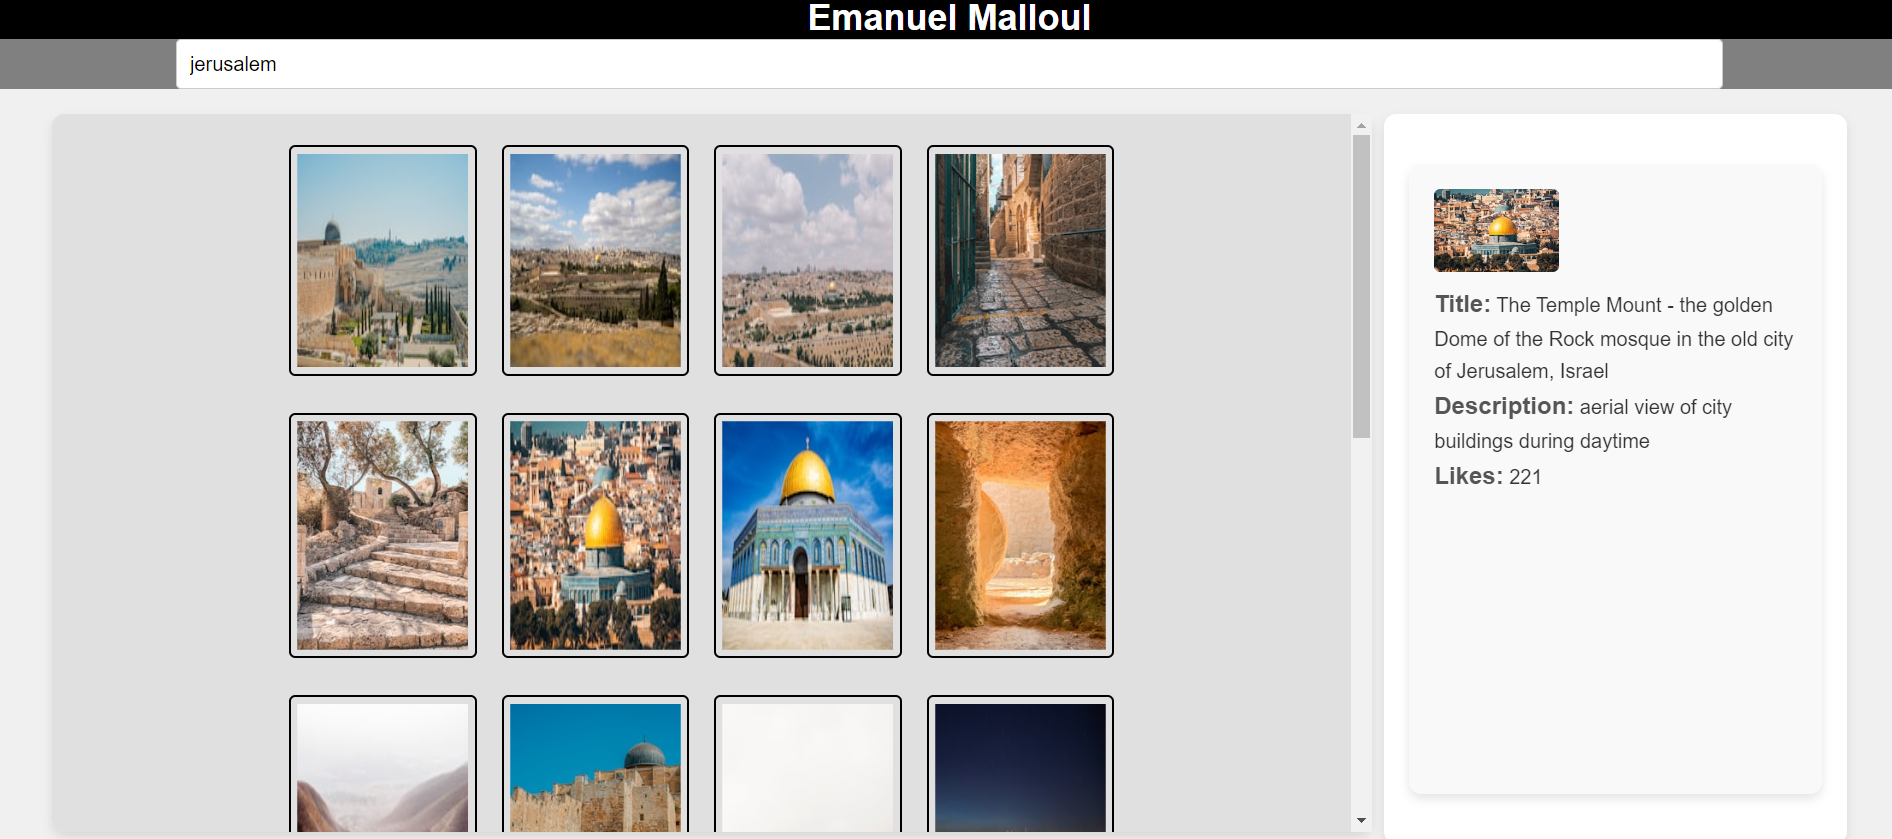 Emanuel Malloul
jerusalem
Title: The Temple Mount - the golden
Dome of the Rock mosque in the old city
of Jerusalem, Israel
Description: aerial view of city
buildings during daytime
Likes: 221